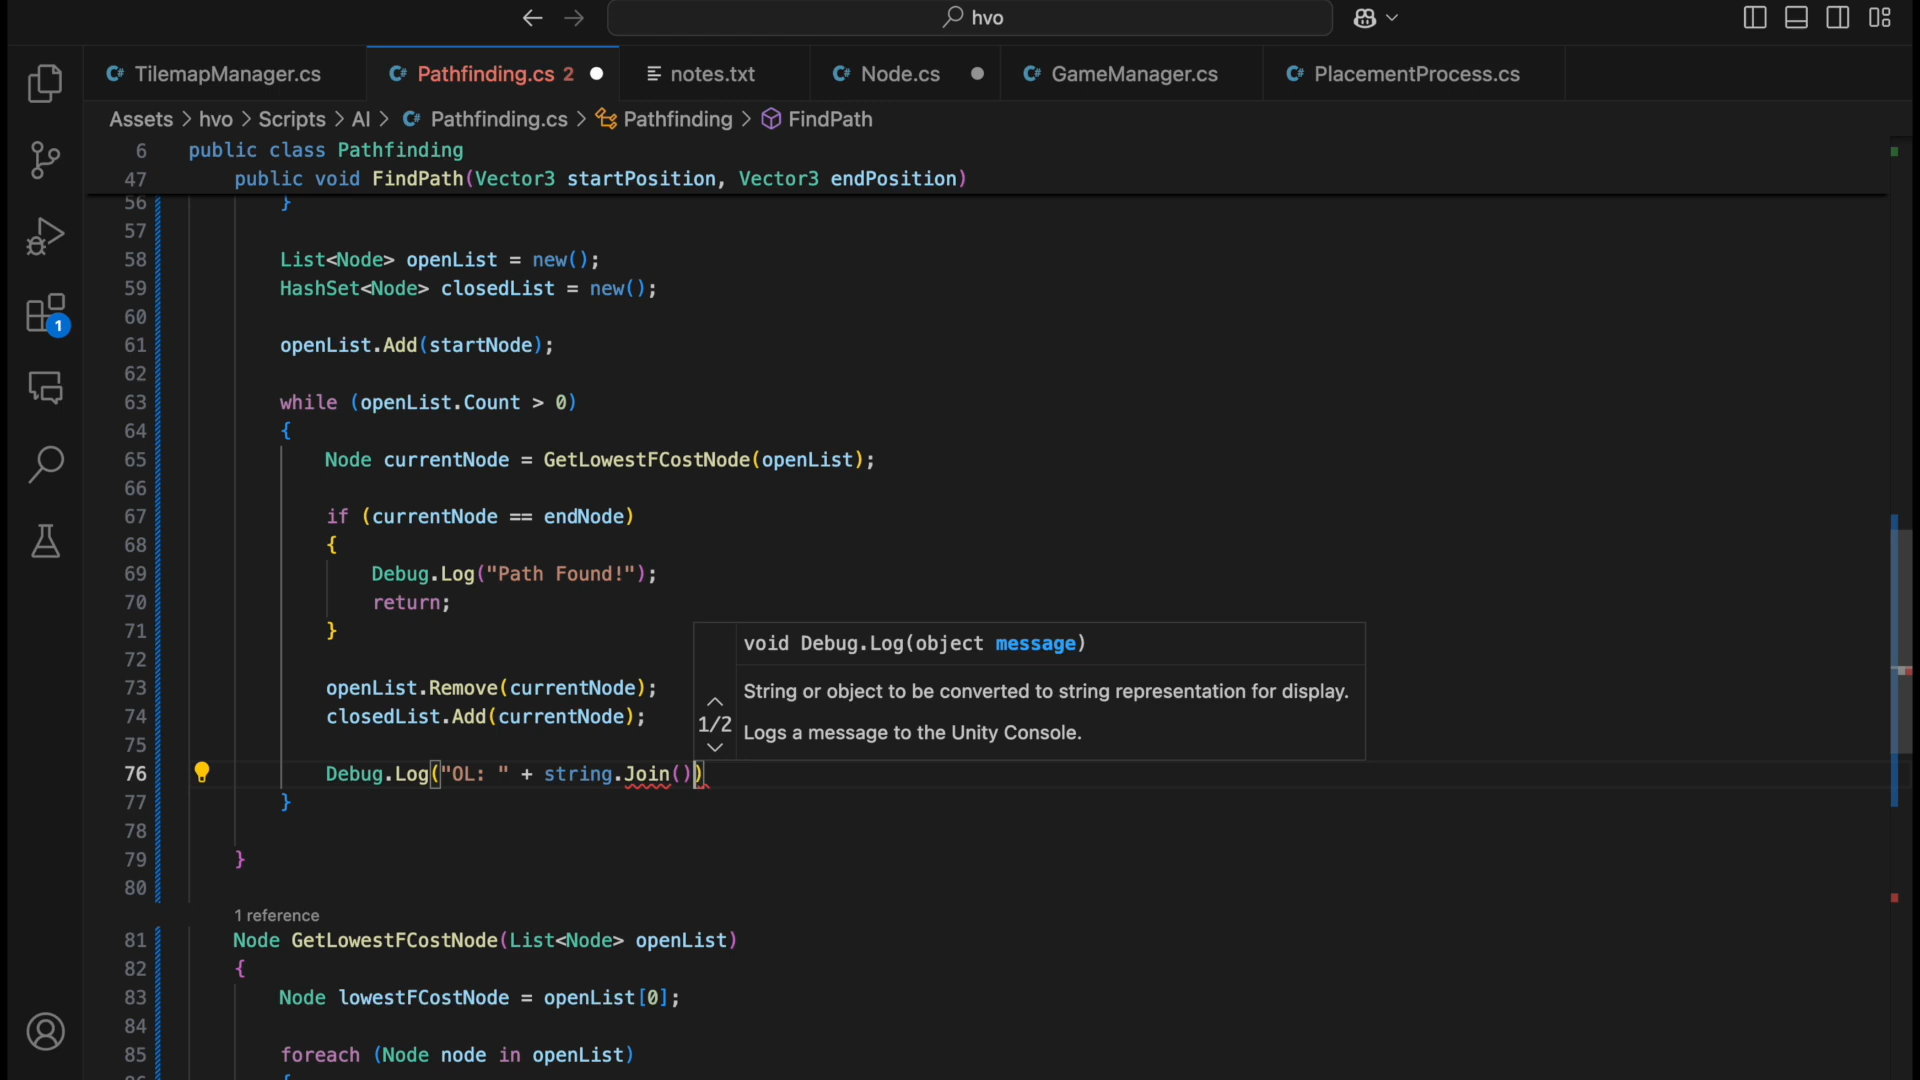 hvo
TilemapManager.cs
Pathfinding.cs 2
notes.txt
Node.cs
GameManager.cs
PlacementProcess.cs
Assets > hvo > Scripts > AI > Pathfinding.cs > Pathfinding > FindPath
6 public class Pathfinding
47 public void FindPath(Vector3 startPosition, Vector3 endPosition)
56 }
57
58 List<Node> openList = new();
59 HashSet<Node> closedList = new();
60
61 openList.Add(startNode);
62
63 while (openList.Count > 0)
64 {
65 Node currentNode = GetLowestFCostNode(openList);
66
67 if (currentNode == endNode)
68 {
69 Debug.Log("Path Found!");
70 return;
71 }
72
73 openList.Remove(currentNode);
74 closedList.Add(currentNode);
75
76 Debug.Log("OL: " + string.Join())
77 }
78
79 }
80
1 reference
81 Node GetLowestFCostNode(List<Node> openList)
82 {
83 Node lowestFCostNode = openList[0];
84
85 foreach (Node node in openList)
86 {
void Debug.Log(object message)
String or object to be converted to string representation for display.
1/2
Logs a message to the Unity Console.
1